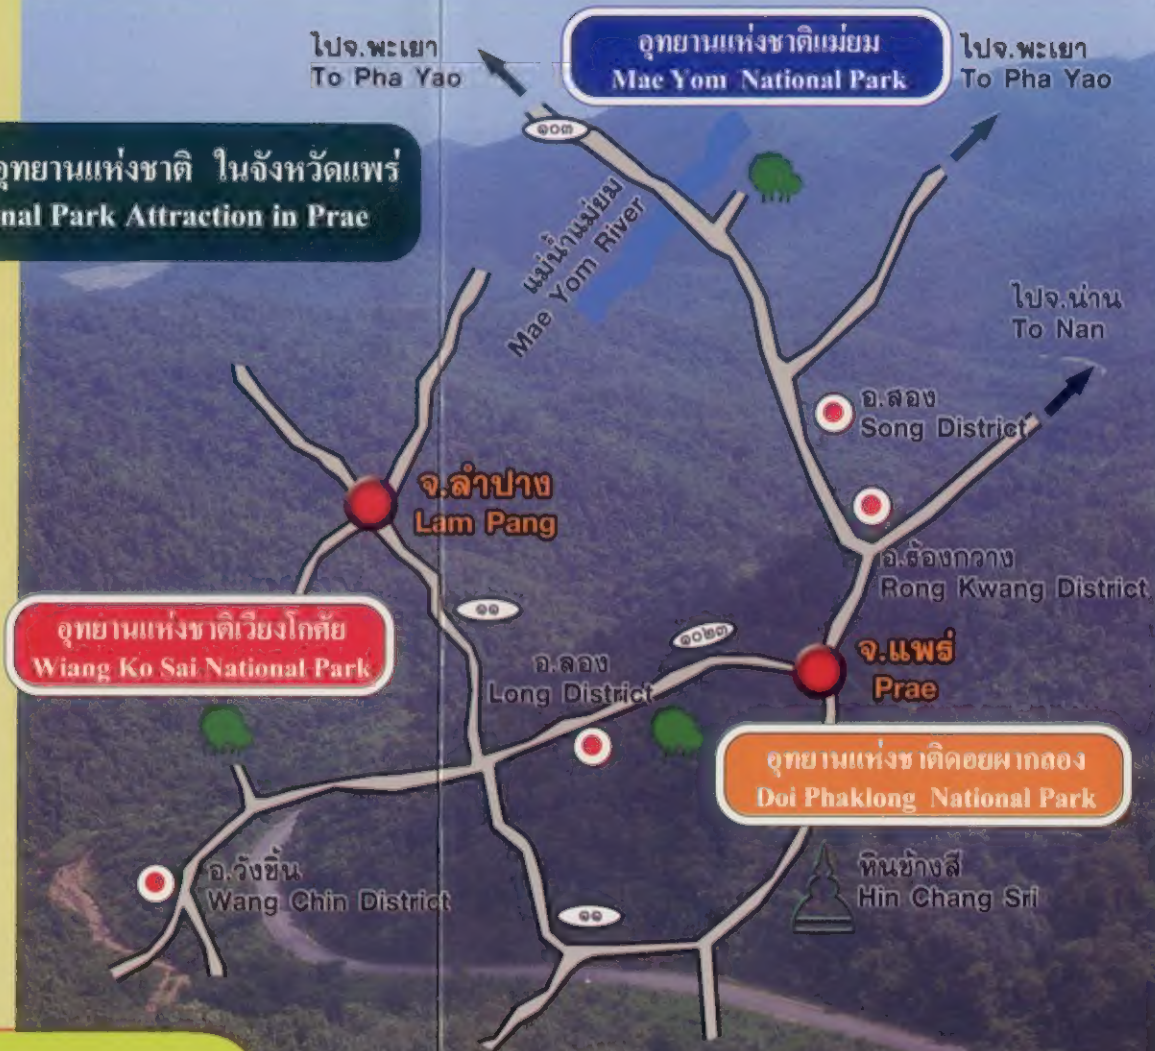 ไปจ.พะเยา
To Pha Yao
อุทยานแห่งชาติแม่ยม
Mae Yom National Park
ไปจ.พะเยา
To Pha Yao
๑๐๓
อุทยานแห่งชาติ ในจังหวัดแพร่
Park Attraction in Prae
แม่น้ำแม่ยม
Mae Yom River
ไปจ.น่าน
To Nan
อ.สอง
Song District
จ.ลำปาง
Lam Pang
อ.ร้องกวาง
Rong Kwang District
๑๑
๑๐๒๓
อุทยานแห่งชาติเวียงโกศัย
Wiang Ko Sai National Park
อ.ลอง
Long District
จ.แพร่
Prae
อุทยานแห่งชาติดอยผากลอง
Doi Phaklong National Park
อ.วังชิ้น
Wang Chin District
หินช้างสี
Hin Chang Sri
๑๑